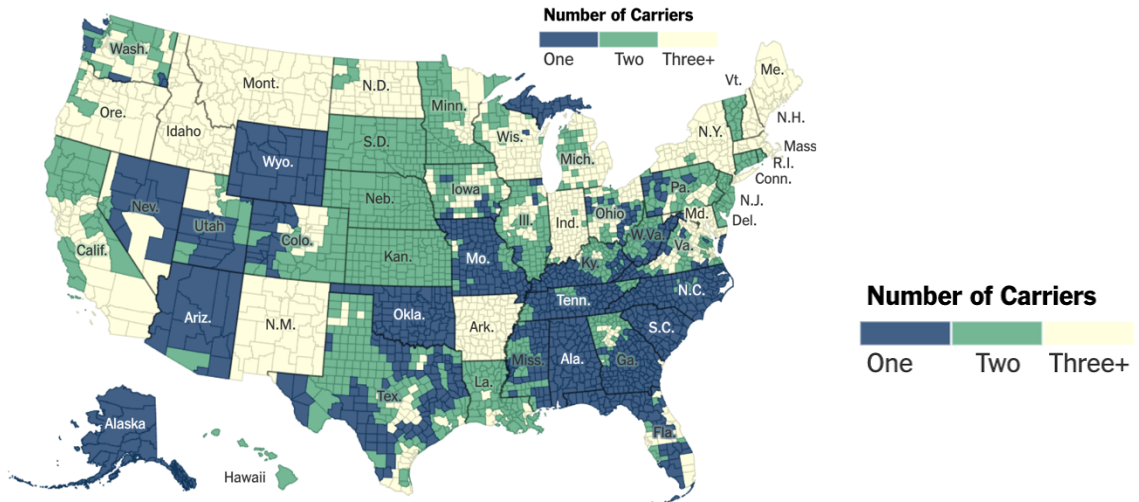 Number of Carriers
One Two Three+
Wash.
Mont.
N.D.
Minn.
Vt.
Me.
Ore.
Idaho
Wis.
N.Y.
N.H.
Wyo.
S.D.
Mich.
Mass
R.I.
Conn.
Nev.
Neb.
Iowa
Pa.
N.J.
Utah
Colo.
Ill.
Ind.
Ohio
Md.
Del.
Calif.
Kan.
Mo.
W.Va.
Va.
Ky.
Ariz.
N.M.
Okla.
Ark.
Tenn.
N.C.
S.C.
Number of Carriers
One Two Three+
Tex.
La.
Miss.
Ala.
Ga.
Alaska
Hawaii
Fla.